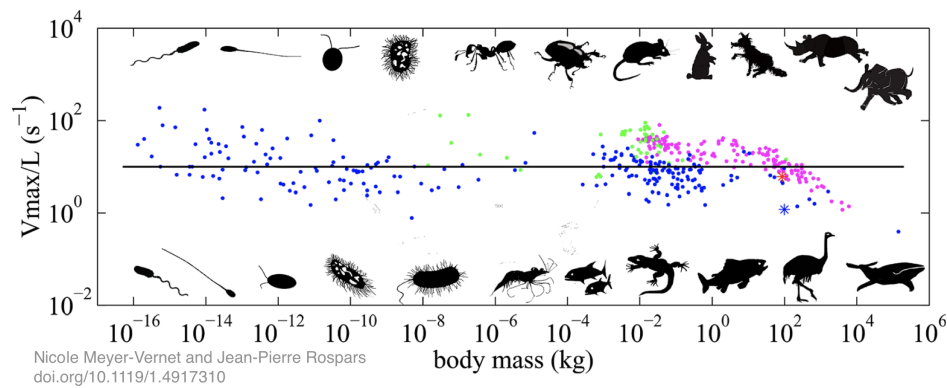 10^4
10^2
10^0
10^-2
Vmax/L (s^-1)
10^-16 10^-14 10^-12 10^-10 10^-8 10^-6 10^-4 10^-2 10^0 10^2 10^4 10^6
body mass (kg)
Nicole Meyer-Vernet and Jean-Pierre Rospars
doi.org/10.1119/1.4917310